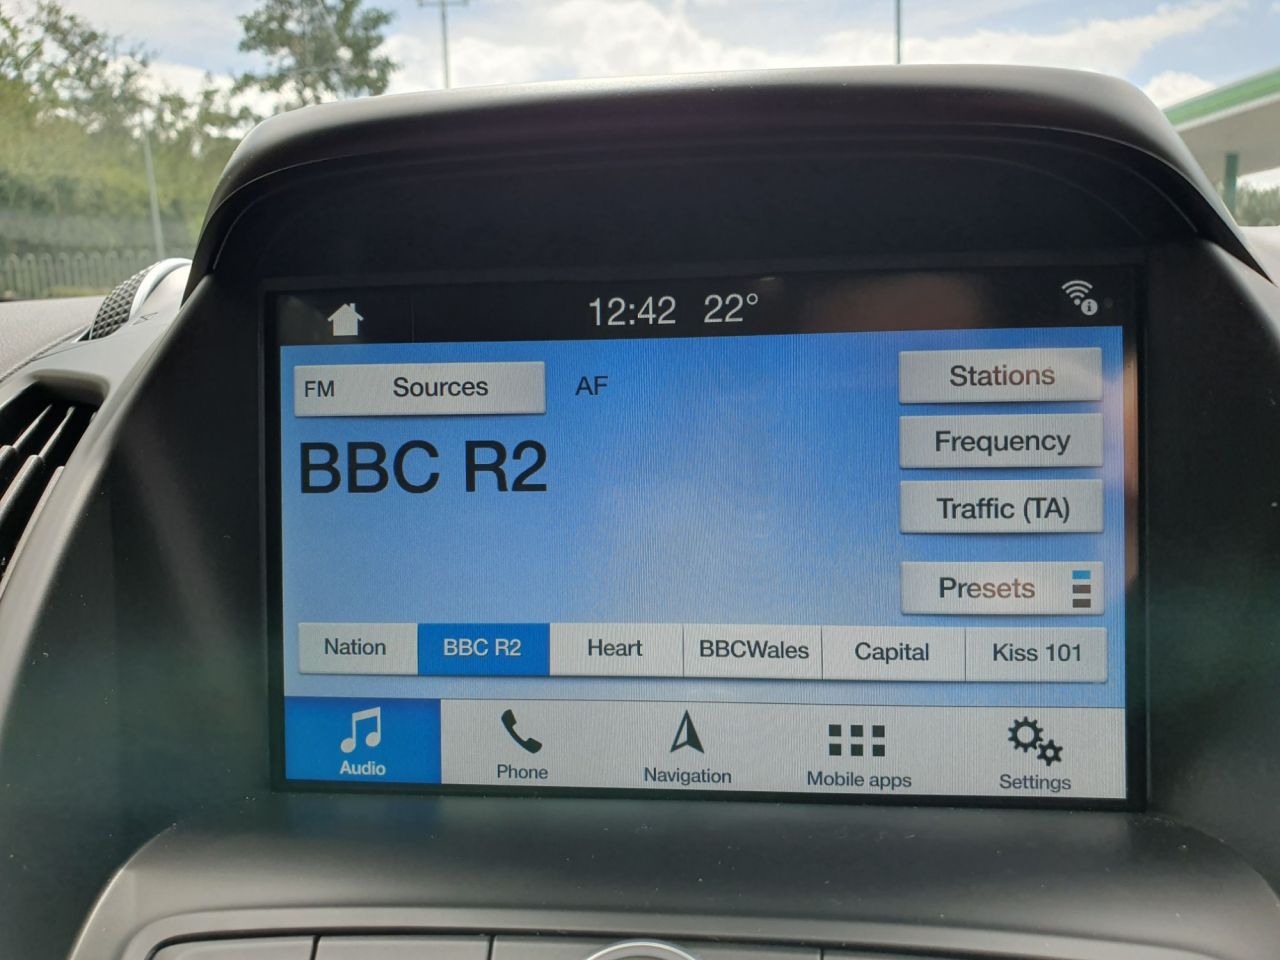 12:42 22°
FM Sources AF Stations
BBC R2
Frequency
Traffic (TA)
Presets
Nation BBC R2 Heart BBCWales Capital Kiss 101
Audio Phone Navigation Mobile apps Settings